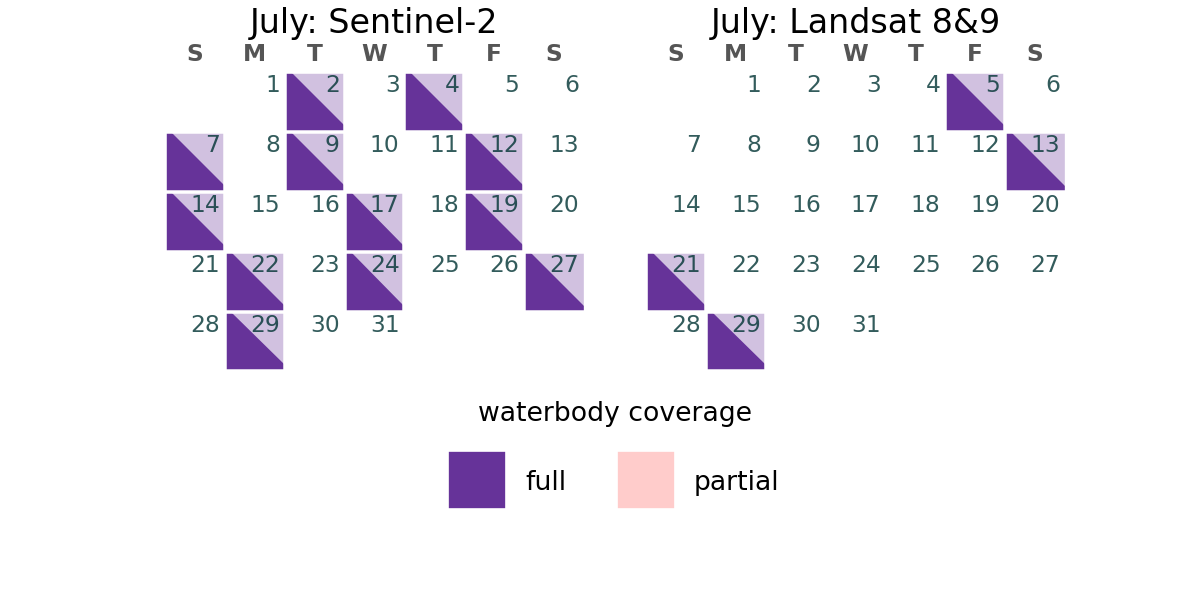 July: Sentinel-2
S M T W T F S
1 2 3 4 5 6
7 8 9 10 11 12 13
14 15 16 17 18 19 20
21 22 23 24 25 26 27
28 29 30 31
July: Landsat 8&9
S M T W T F S
1 2 3 4 5 6
7 8 9 10 11 12 13
14 15 16 17 18 19 20
21 22 23 24 25 26 27
28 29 30 31
waterbody coverage
full partial